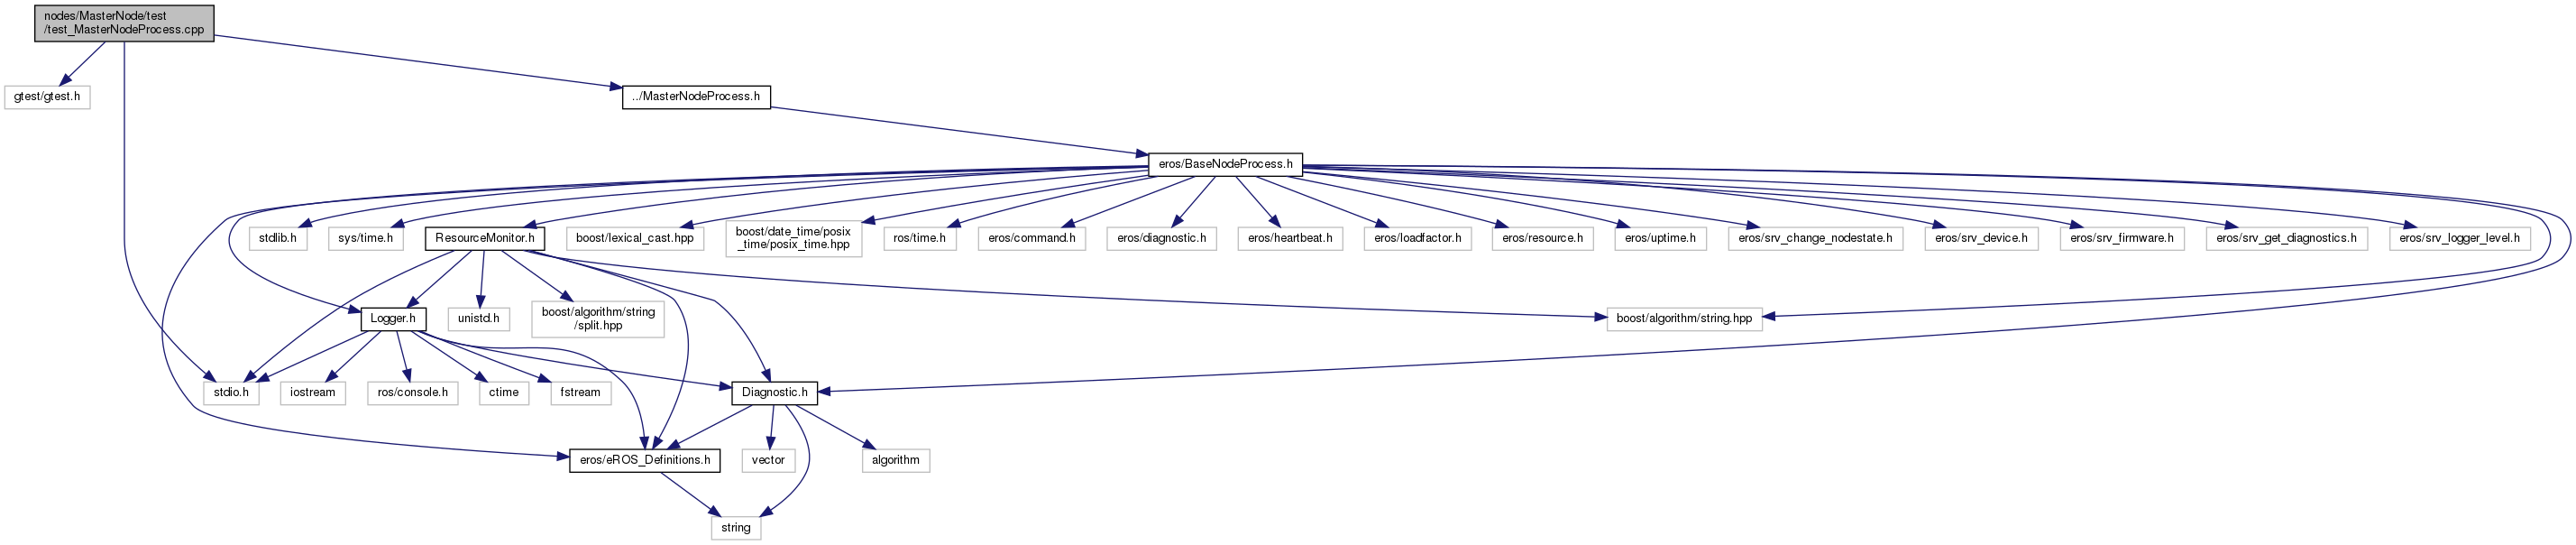 nodes/MasterNode/test
/test_MasterNodeProcess.cpp
gtest/gtest.h
../MasterNodeProcess.h
eros/BaseNodeProcess.h
stdlib.h
sys/time.h
ResourceMonitor.h
boost/lexical_cast.hpp
boost/date_time/posix
_time/posix_time.hpp
ros/time.h
eros/command.h
eros/diagnostic.h
eros/heartbeat.h
eros/loadfactor.h
eros/resource.h
eros/uptime.h
eros/srv_change_nodestate.h
eros/srv_device.h
eros/srv_firmware.h
eros/srv_get_diagnostics.h
eros/srv_logger_level.h
Logger.h
unistd.h
boost/algorithm/string
/split.hpp
boost/algorithm/string.hpp
stdio.h
iostream
ros/console.h
ctime
fstream
Diagnostic.h
eros/eROS_Definitions.h
vector
algorithm
string